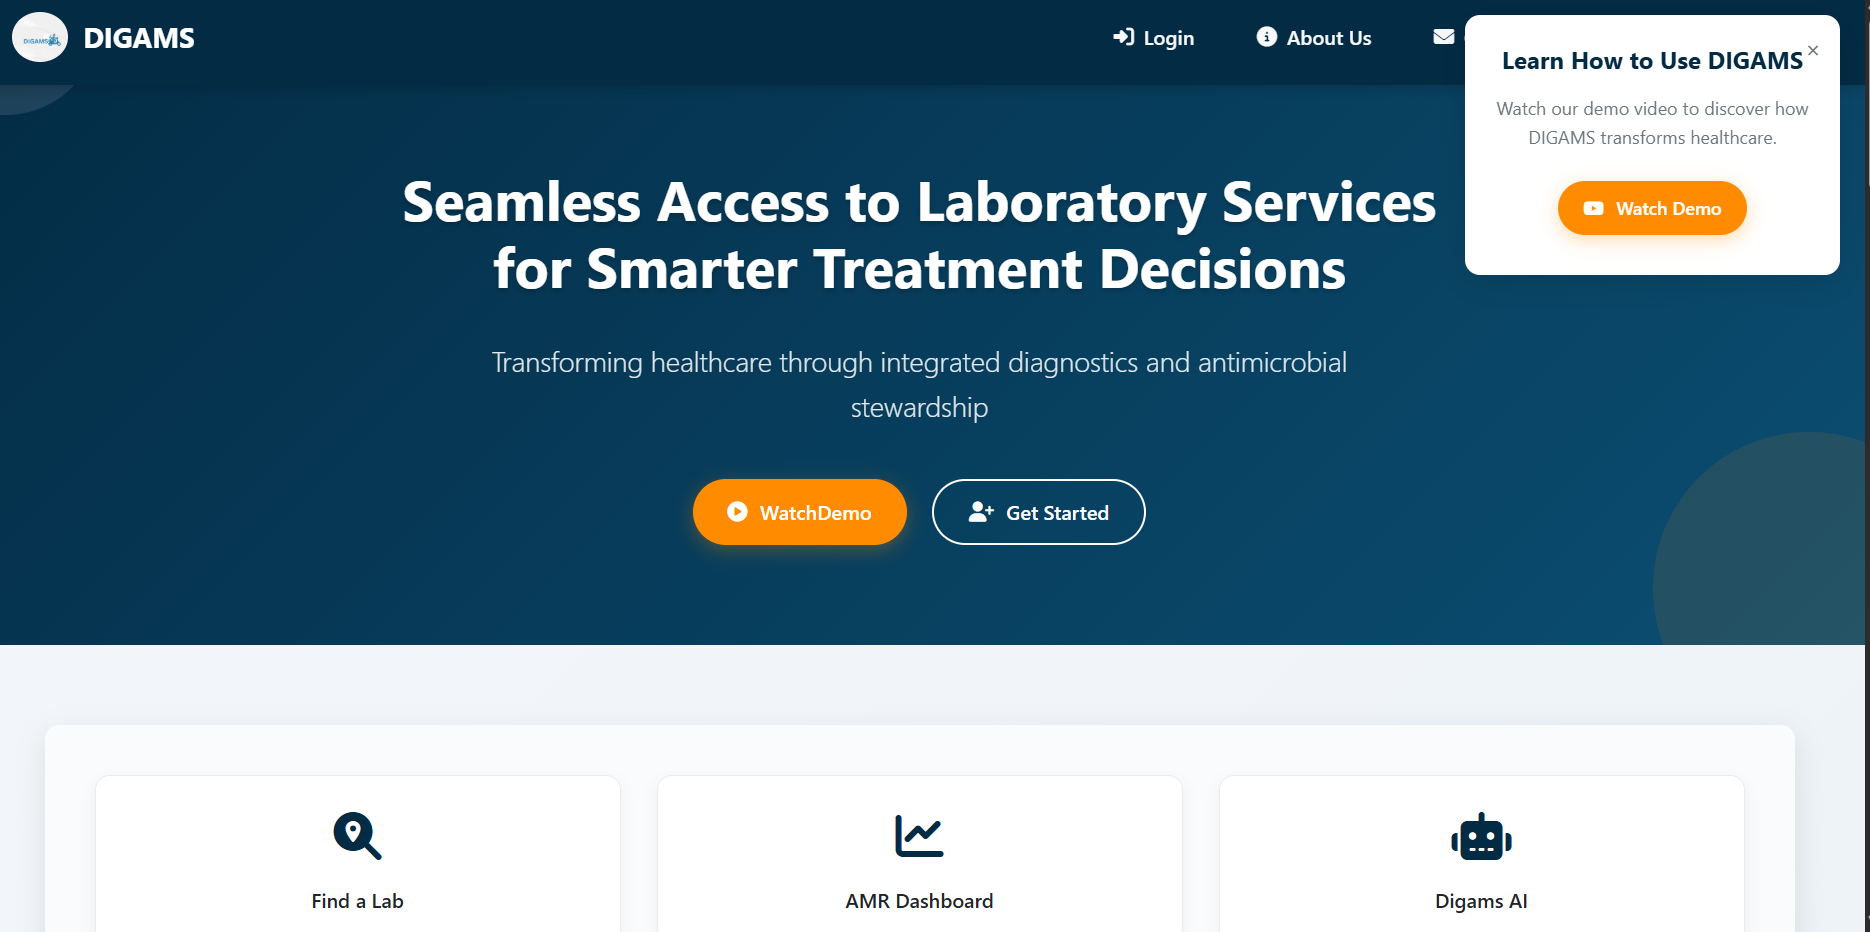 DIGAMS
DIGAMS
Login
About Us
Learn How to Use DIGAMS
×
Watch our demo video to discover how
DIGAMS transforms healthcare.
Watch Demo
Seamless Access to Laboratory Services
for Smarter Treatment Decisions
Transforming healthcare through integrated diagnostics and antimicrobial
stewardship
WatchDemo
Get Started
Find a Lab
AMR Dashboard
Digams AI